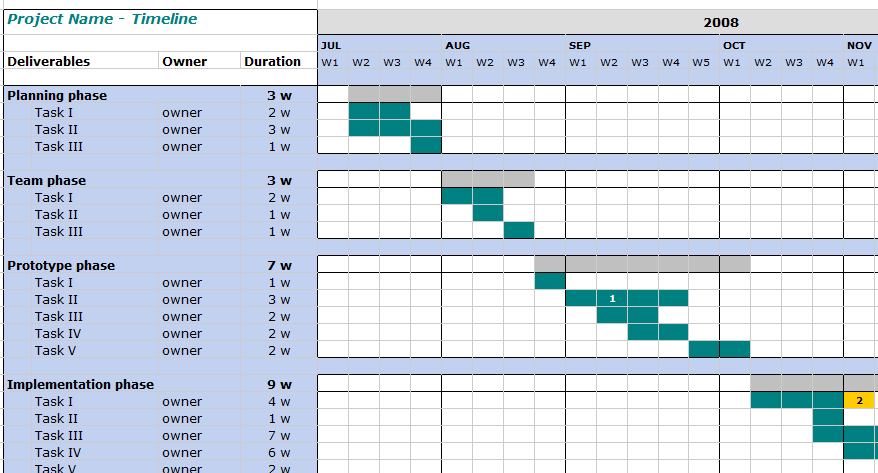 Project Name - Timeline
2008
JUL AUG SEP OCT NOV
Deliverables Owner Duration W1 W2 W3 W4 W1 W2 W3 W4 W1 W2 W3 W4 W5 W1 W2 W3 W4 W1
Planning phase 3 w
Task I owner 2 w
Task II owner 3 w
Task III owner 1 w
Team phase 3 w
Task I owner 2 w
Task II owner 1 w
Task III owner 1 w
Prototype phase 7 w
Task I owner 1 w
Task II owner 3 w 1
Task III owner 2 w
Task IV owner 2 w
Task V owner 2 w
Implementation phase 9 w
Task I owner 4 w 2
Task II owner 1 w
Task III owner 7 w
Task IV owner 6 w
Task V owner 2 w